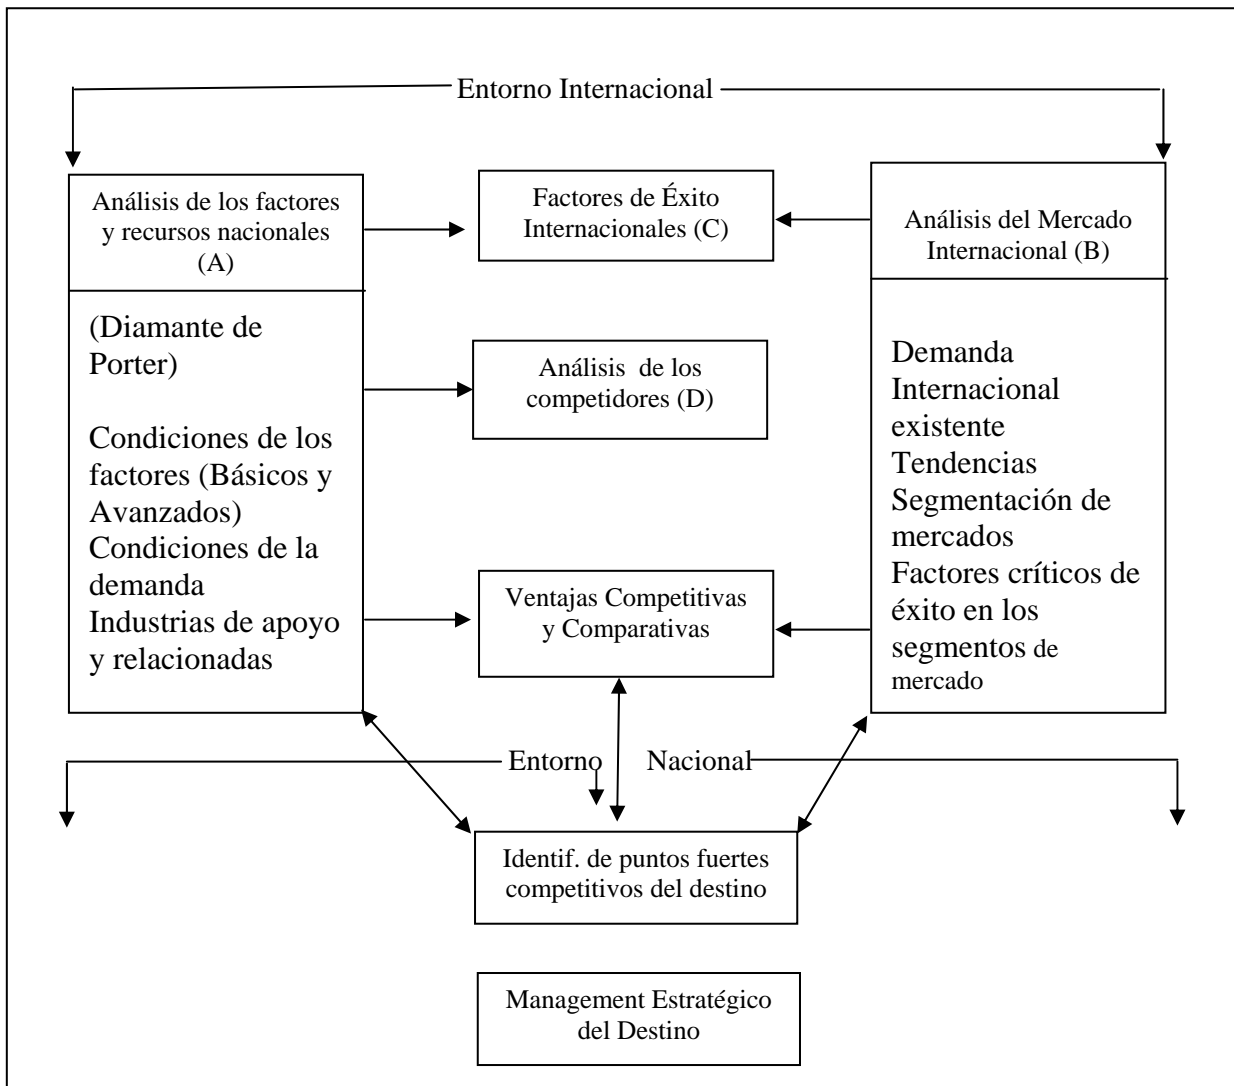 Entorno Internacional
Análisis de los factores
y recursos nacionales
(A)
(Diamante de
Porter)
Condiciones de los
factores (Básicos y
Avanzados)
Condiciones de la
demanda
Industrias de apoyo
y relacionadas
Factores de Éxito
Internacionales (C)
Análisis de los
competidores (D)
Ventajas Competitivas
y Comparativas
Análisis del Mercado
Internacional (B)
Demanda
Internacional
existente
Tendencias
Segmentación de
mercados
Factores críticos de
éxito en los
segmentos de
mercado
Entorno Nacional
Identif. de puntos fuertes
competitivos del destino
Management Estratégico
del Destino